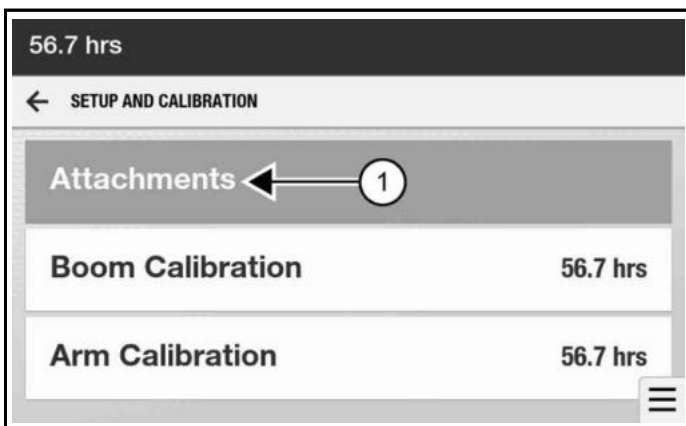 56.7 hrs
← SETUP AND CALIBRATION
Attachments 1
Boom Calibration 56.7 hrs
Arm Calibration 56.7 hrs